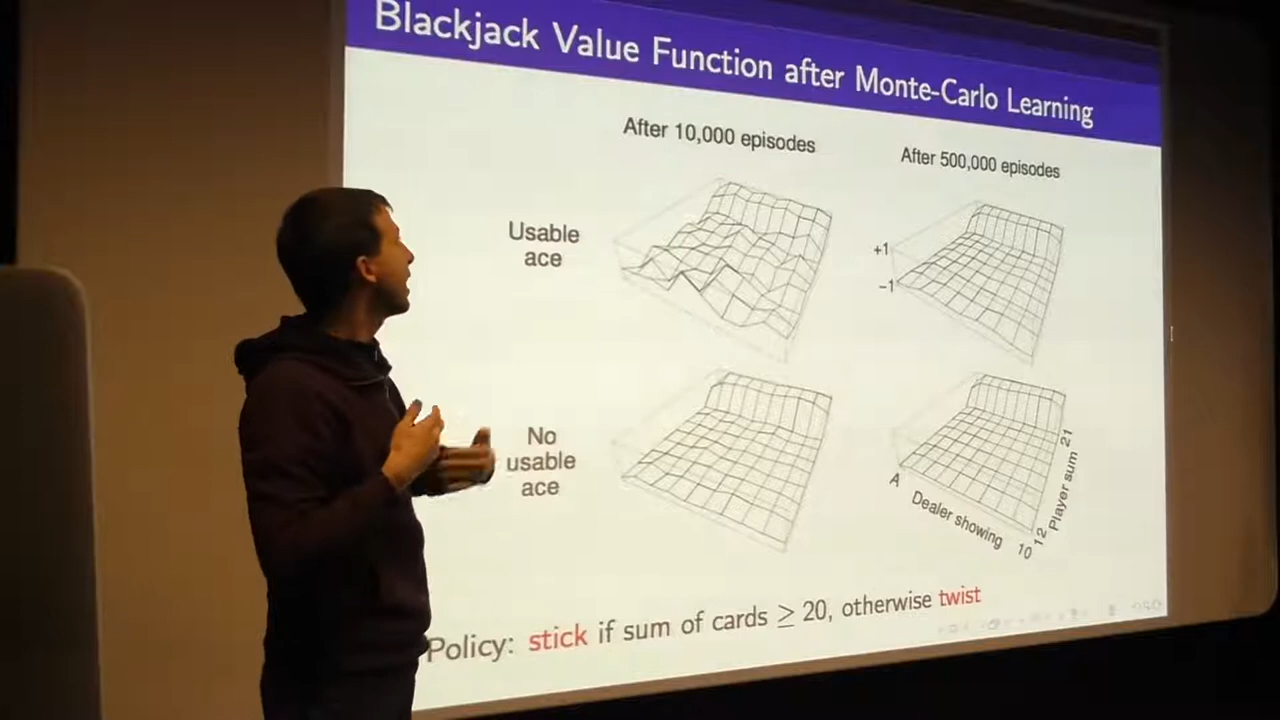 Blackjack Value Function after Monte-Carlo Learning
After 10,000 episodes
After 500,000 episodes
Usable
ace
+1
−1
No
usable
ace
A
Dealer showing
10
12
Player sum
21
Policy: stick if sum of cards ≥ 20, otherwise twist